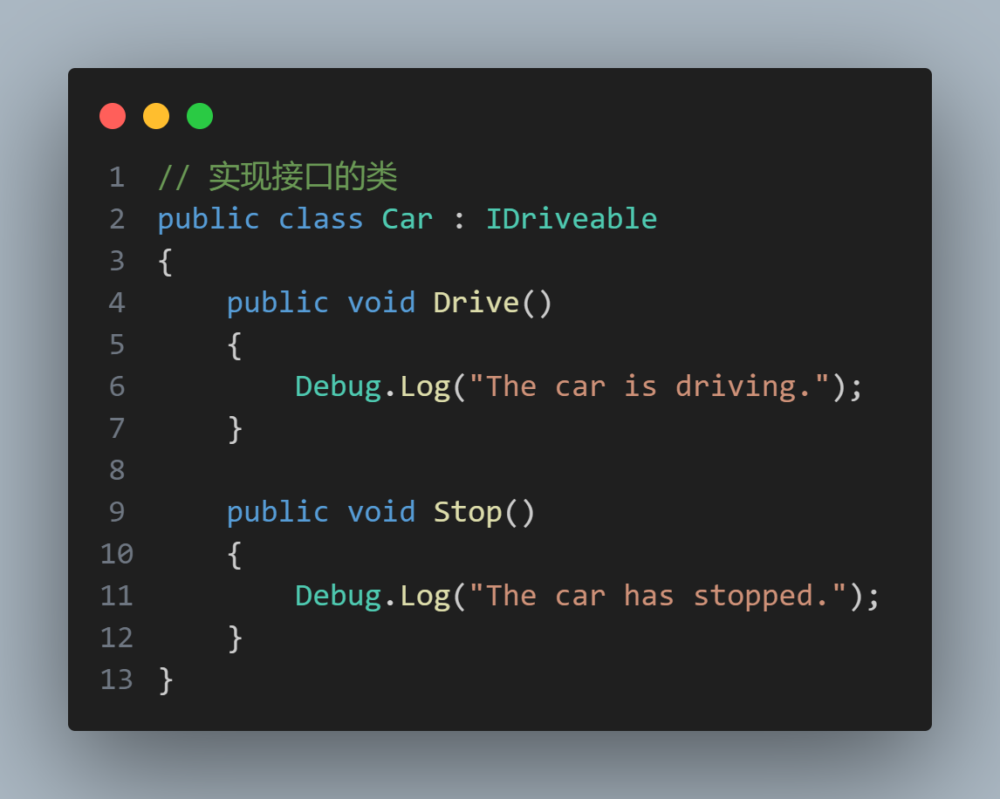 1 // 实现接口的类
2 public class Car : IDriveable
3 {
4     public void Drive()
5     {
6         Debug.Log("The car is driving.");
7     }
8
9     public void Stop()
10     {
11         Debug.Log("The car has stopped.");
12     }
13 }